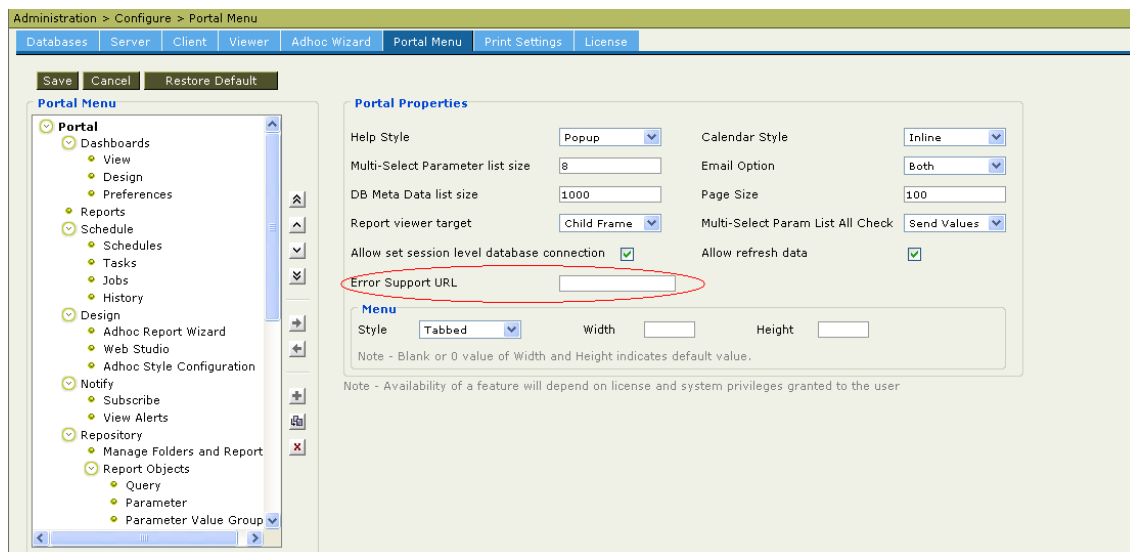 Administration > Configure > Portal Menu
Databases Server Client Viewer Adhoc Wizard Portal Menu Print Settings License
Save Cancel Restore Default
Portal Menu
Portal
Dashboards
View
Design
Preferences
Reports
Schedule
Schedules
Tasks
Jobs
History
Design
Adhoc Report Wizard
Web Studio
Adhoc Style Configuration
Notify
Subscribe
View Alerts
Repository
Manage Folders and Report
Report Objects
Query
Parameter
Parameter Value Group
Portal Properties
Help Style Popup Calendar Style Inline
Multi-Select Parameter list size 8 Email Option Both
DB Meta Data list size 1000 Page Size 100
Report viewer target Child Frame Multi-Select Param List All Check Send Values
Allow set session level database connection Allow refresh data
Error Support URL
Menu
Style Tabbed Width Height
Note - Blank or 0 value of Width and Height indicates default value.
Note - Availability of a feature will depend on license and system privileges granted to the user